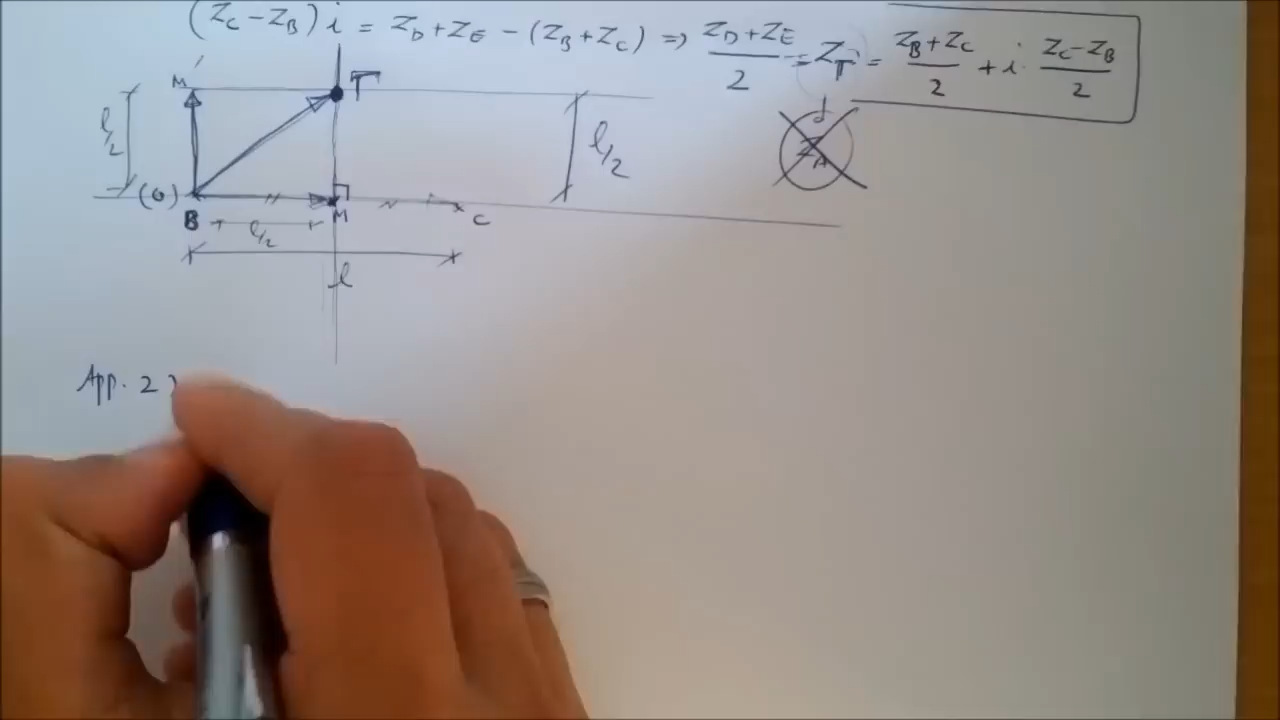 (Z_C - Z_B) i = Z_D + Z_E - (Z_B + Z_C) => (Z_D + Z_E)/2 = Z_T = (Z_B + Z_C)/2 + i · (Z_C - Z_B)/2
M' T
l/2 l/2 Z_A
(0)
B M C
l/2
l
App. 2)